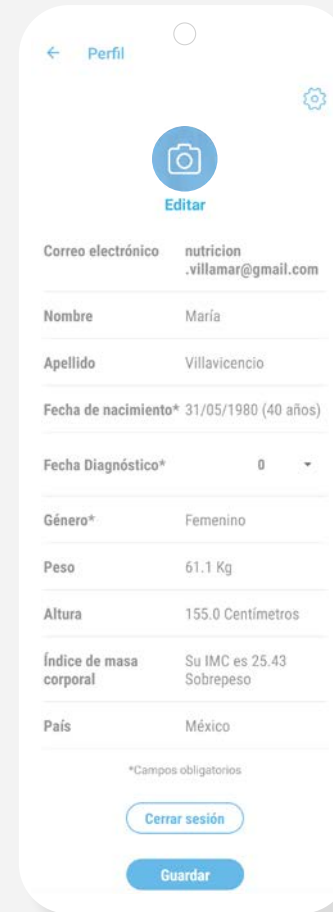 ← Perfil
Editar
Correo electrónico nutricion
.villamar@gmail.com
Nombre María
Apellido Villavicencio
Fecha de nacimiento* 31/05/1980 (40 años)
Fecha Diagnóstico* 0
Género* Femenino
Peso 61.1 Kg
Altura 155.0 Centímetros
Índice de masa Su IMC es 25.43
corporal Sobrepeso
País México
*Campos obligatorios
Cerrar sesión
Guardar